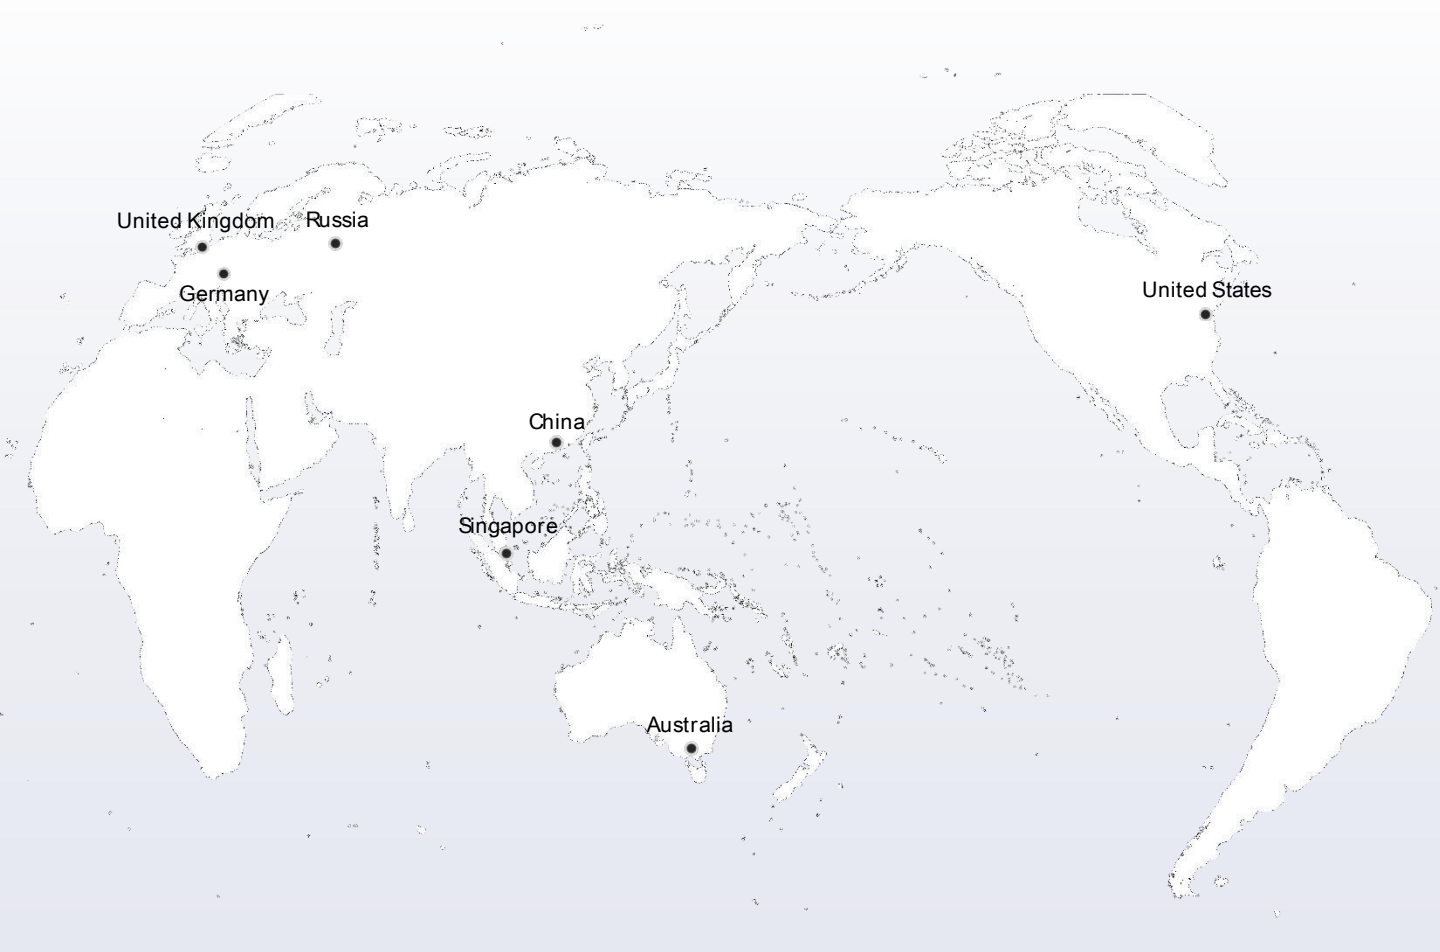 United Kingdom
Russia
Germany
United States
China
Singapore
Australia